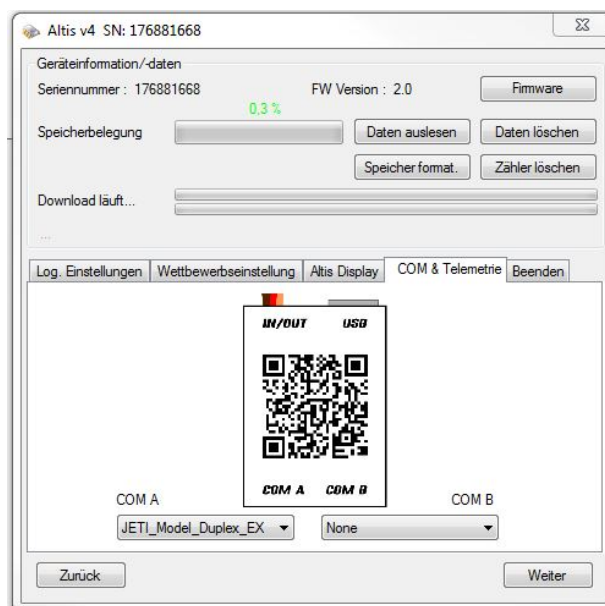 Altis v4 SN: 176881668
Geräteinformation/-daten
Seriennummer : 176881668 FW Version : 2.0 Firmware
0,3 %
Speicherbelegung Daten auslesen Daten löschen
Speicher format. Zähler löschen
Download läuft...
...
Log. Einstellungen Wettbewerbseinstellung Altis Display COM & Telemetrie Beenden
IN/OUT USB
COM A COM B
COM A COM B
JETI_Model_Duplex_EX None
Zurück Weiter